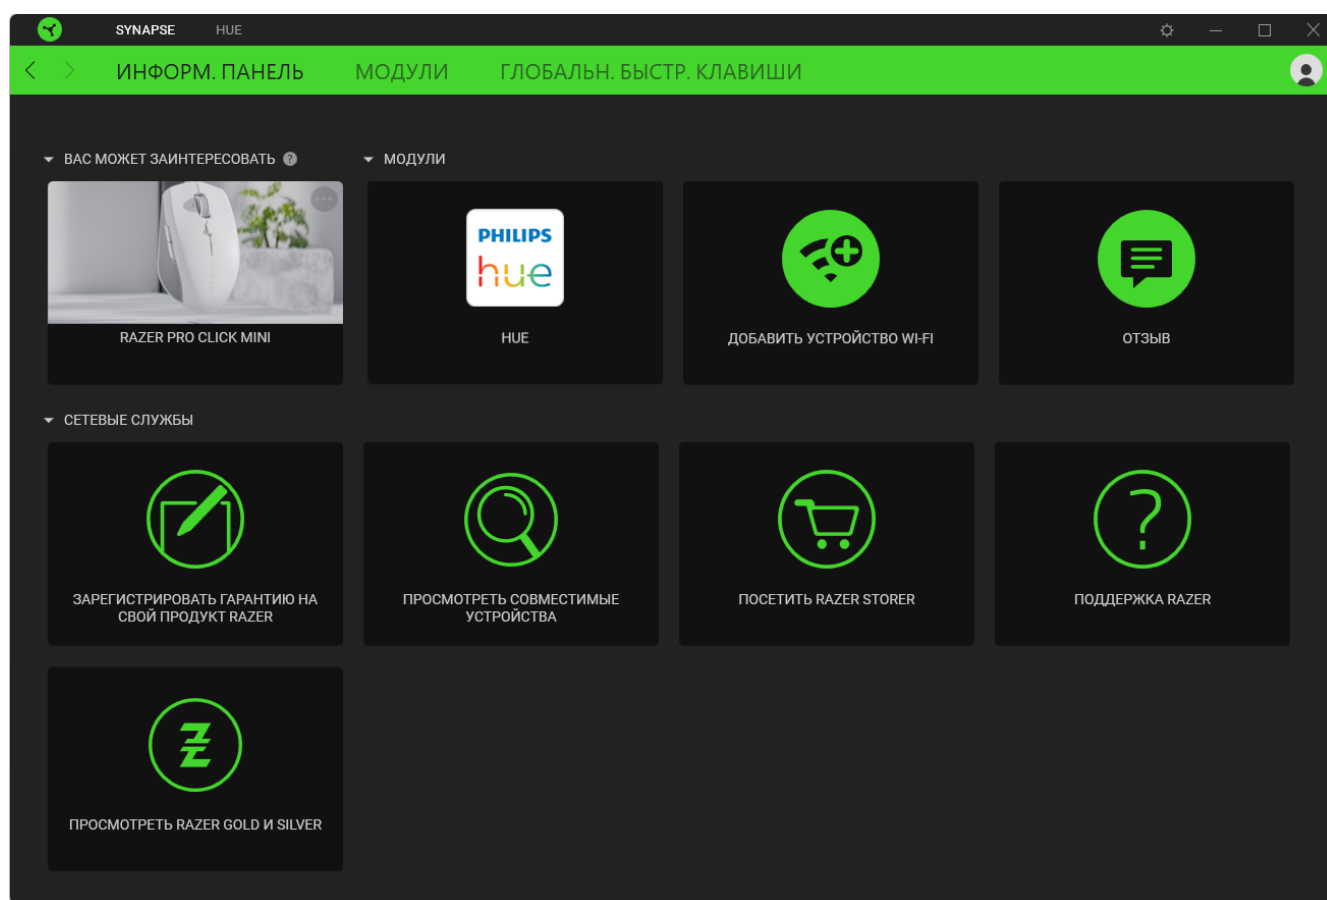 SYNAPSE HUE
ИНФОРМ. ПАНЕЛЬ МОДУЛИ ГЛОБАЛЬН. БЫСТР. КЛАВИШИ
ВАС МОЖЕТ ЗАИНТЕРЕСОВАТЬ ?
МОДУЛИ
RAZER PRO CLICK MINI
PHILIPS
hue
HUE
ДОБАВИТЬ УСТРОЙСТВО WI-FI
ОТЗЫВ
СЕТЕВЫЕ СЛУЖБЫ
ЗАРЕГИСТРИРОВАТЬ ГАРАНТИЮ НА
СВОЙ ПРОДУКТ RAZER
ПРОСМОТРЕТЬ СОВМЕСТИМЫЕ
УСТРОЙСТВА
ПОСЕТИТЬ RAZER STORER
ПОДДЕРЖКА RAZER
ПРОСМОТРЕТЬ RAZER GOLD И SILVER